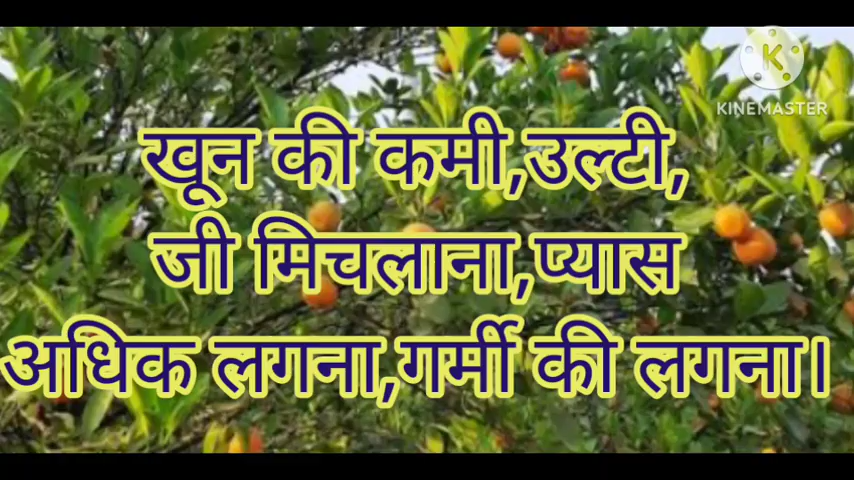 KINEMASTER
खून की कमी,उल्टी,
जी मिचलाना,प्यास
अधिक लगना,गर्मी की लगना।